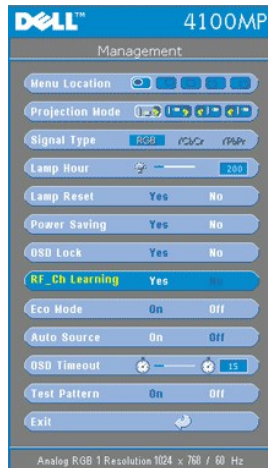 DELL™ 4100MP
Management
Menu Location
Projection Mode
Signal Type RGB YCbCr YPbPr
Lamp Hour 200
Lamp Reset Yes No
Power Saving Yes No
OSD Lock Yes No
RF_Ch Learning Yes No
Eco Mode On Off
Auto Source On Off
OSD Timeout 15
Test Pattern On Off
Exit
Analog RGB 1 Resolution 1024 x 768 / 60 Hz